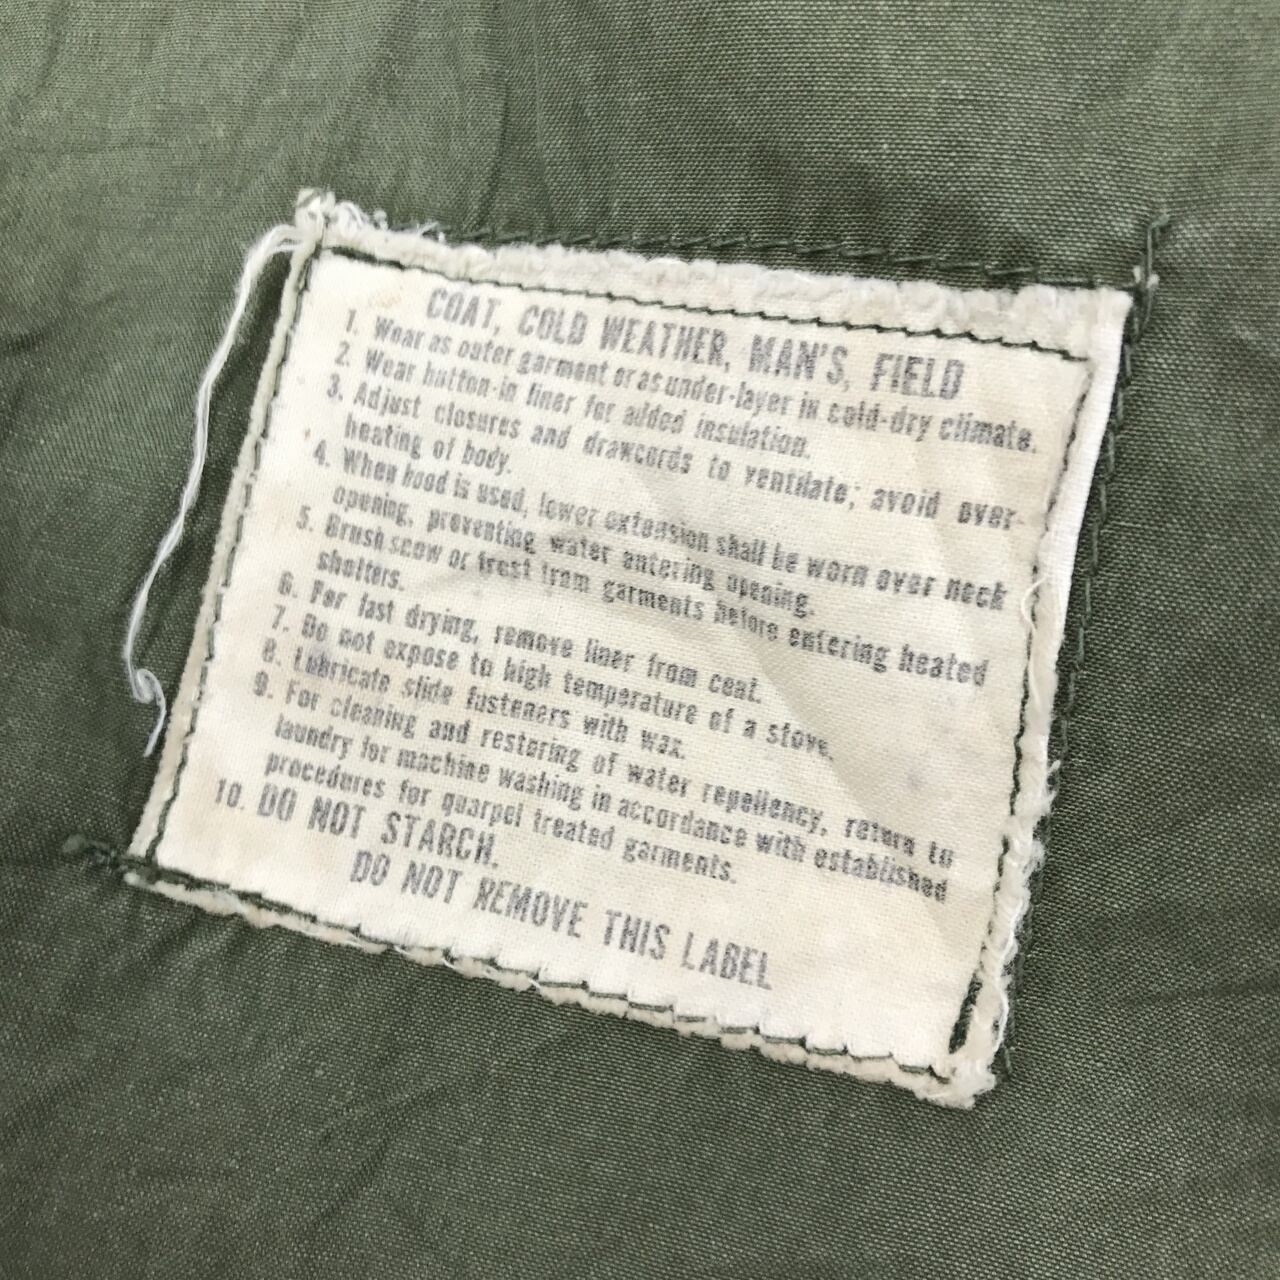 COAT, COLD WEATHER, MAN'S, FIELD
1. Wear as outer garment or as under-layer in cold-dry climate.
2. Wear button-in liner for added insulation.
3. Adjust closures and drawcords to ventilate; avoid over-
heating of body.
4. When hood is used, lower extension shall be worn over neck
opening, preventing water entering opening.
5. Brush snow or frost from garments before entering heated
shelters.
6. For fast drying, remove liner from coat.
7. Do not expose to high temperature of a stove.
8. Lubricate slide fasteners with wax.
9. For cleaning and restoring of water repellency, return to
laundry for machine washing in accordance with established
procedures for quarpel treated garments.
10. DO NOT STARCH.
DO NOT REMOVE THIS LABEL